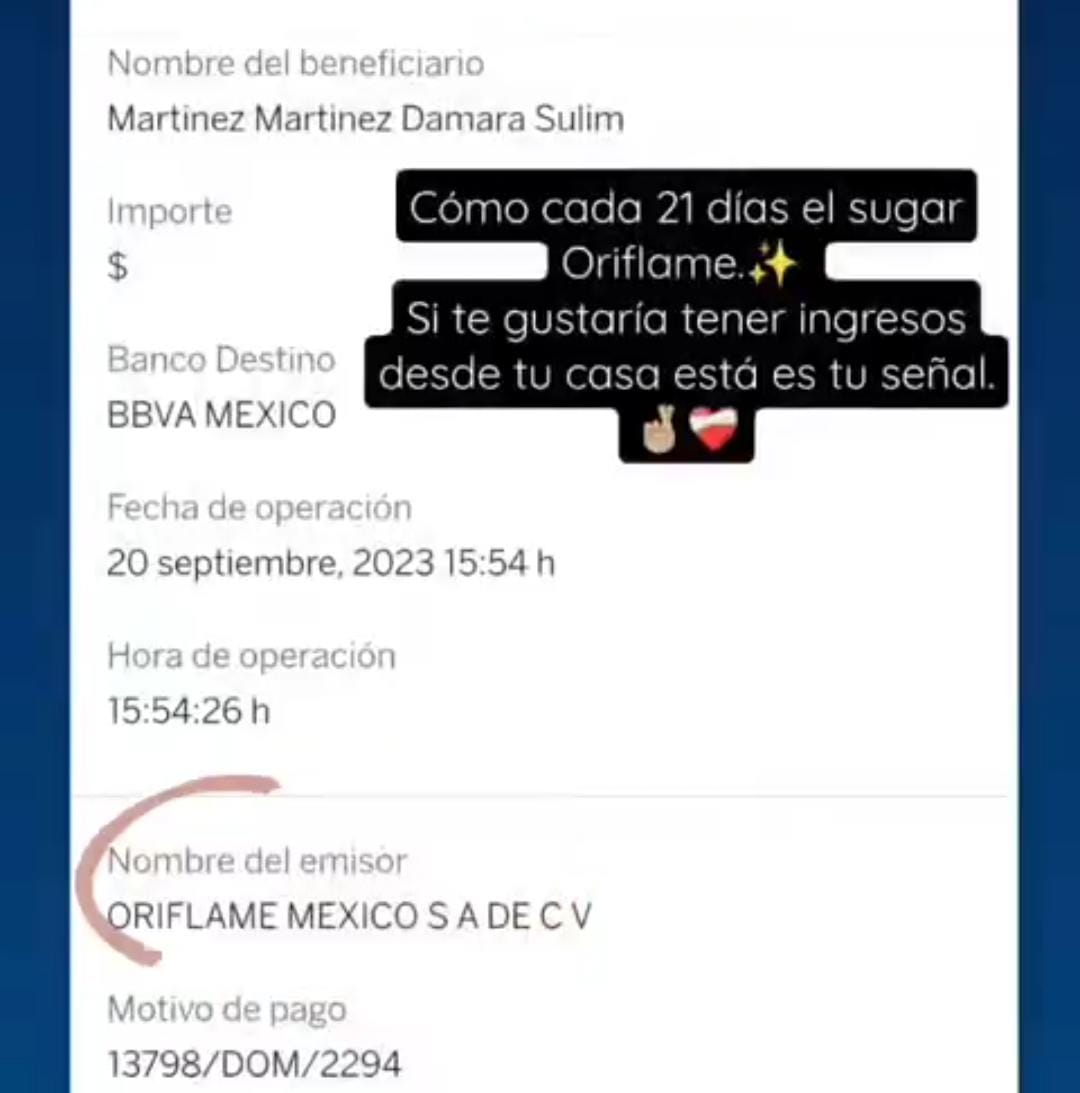 Nombre del beneficiario
Martinez Martinez Damara Sulim
Importe
$
Cómo cada 21 días el sugar
Oriflame.✨
Si te gustaría tener ingresos
desde tu casa está es tu señal.
🤞🏼❤️‍🩹
Banco Destino
BBVA MEXICO
Fecha de operación
20 septiembre, 2023 15:54 h
Hora de operación
15:54:26 h
Nombre del emisor
ORIFLAME MEXICO S A DE C V
Motivo de pago
13798/DOM/2294